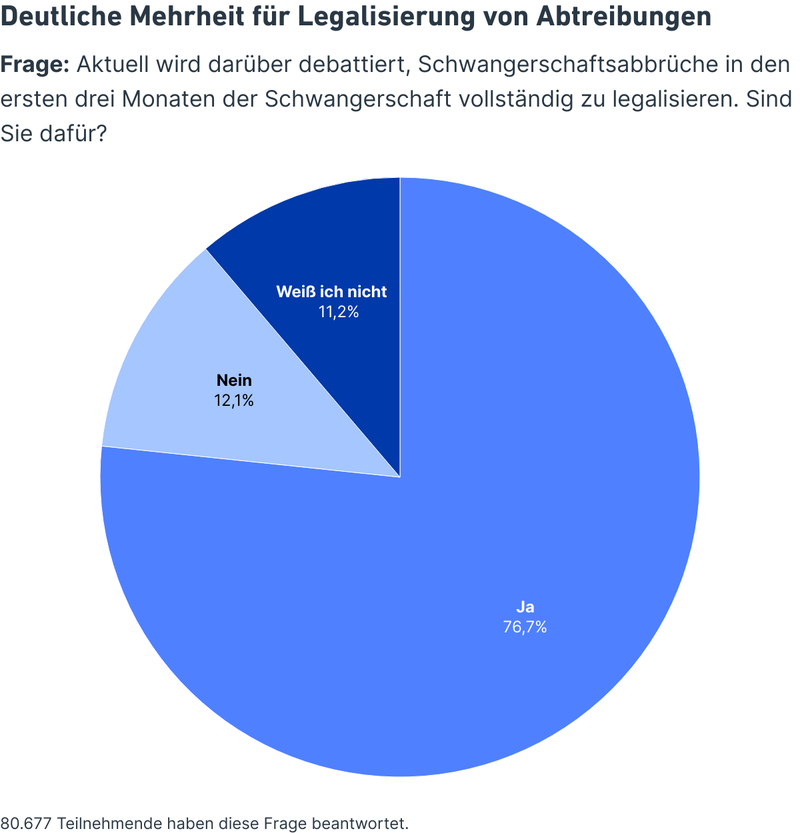 Deutliche Mehrheit für Legalisierung von Abtreibungen
Frage: Aktuell wird darüber debattiert, Schwangerschaftsabbrüche in den
ersten drei Monaten der Schwangerschaft vollständig zu legalisieren. Sind
Sie dafür?
Weiß ich nicht
11,2%
Nein
12,1%
Ja
76,7%
80.677 Teilnehmende haben diese Frage beantwortet.